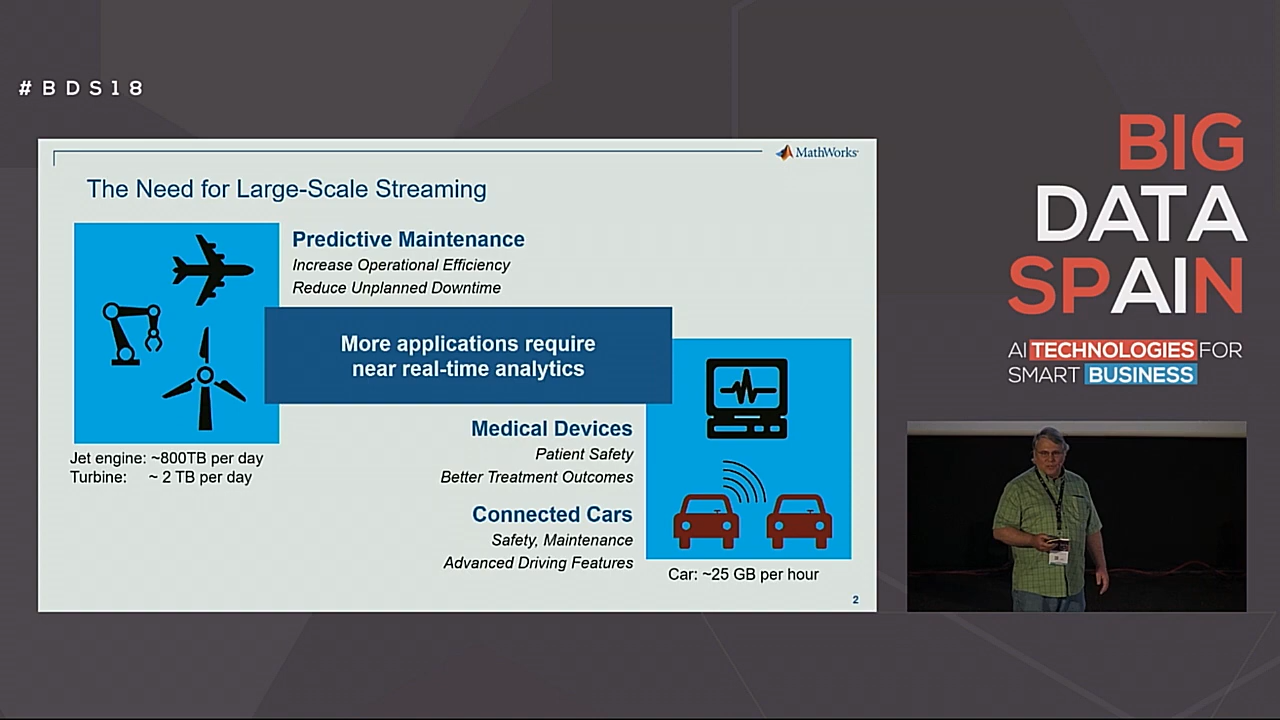 #BDS18
MathWorks
The Need for Large-Scale Streaming
Predictive Maintenance
Increase Operational Efficiency
Reduce Unplanned Downtime
More applications require
near real-time analytics
Jet engine: ~800TB per day
Turbine: ~ 2 TB per day
Medical Devices
Patient Safety
Better Treatment Outcomes
Connected Cars
Safety, Maintenance
Advanced Driving Features
Car: ~25 GB per hour
2
BIG
DATA
SPAIN
AI TECHNOLOGIES FOR
SMART BUSINESS